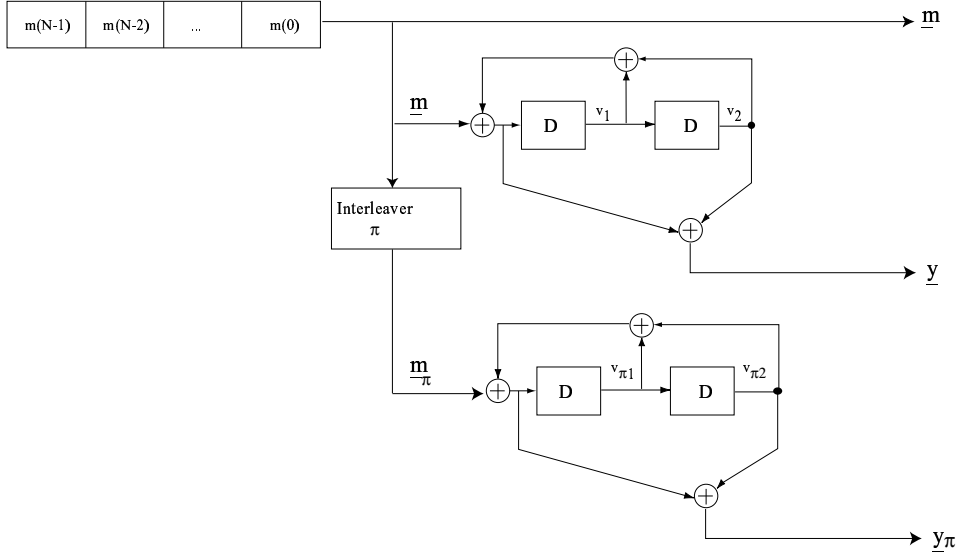 m(N-1) m(N-2) ... m(0) m
m D v1 D v2
Interleaver
π
y
mπ D vπ1 D vπ2
yπ